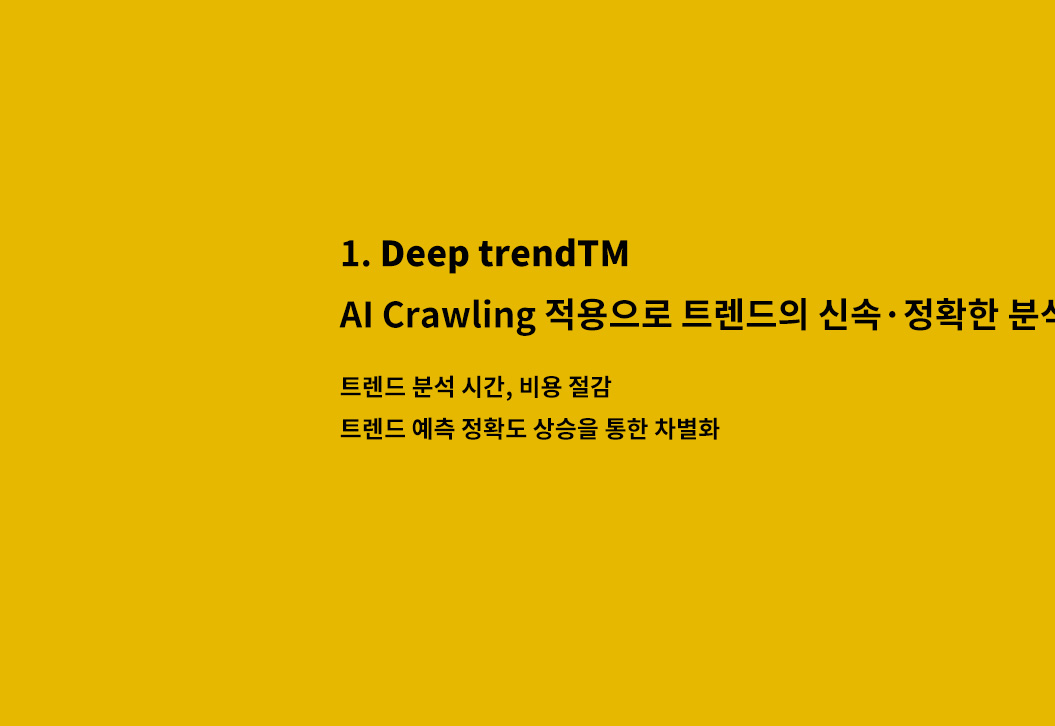 1. Deep trendTM
AI Crawling 적용으로 트렌드의 신속·정확한
트렌드 분석 시간, 비용 절감
트렌드 예측 정확도 상승을 통한 차별화